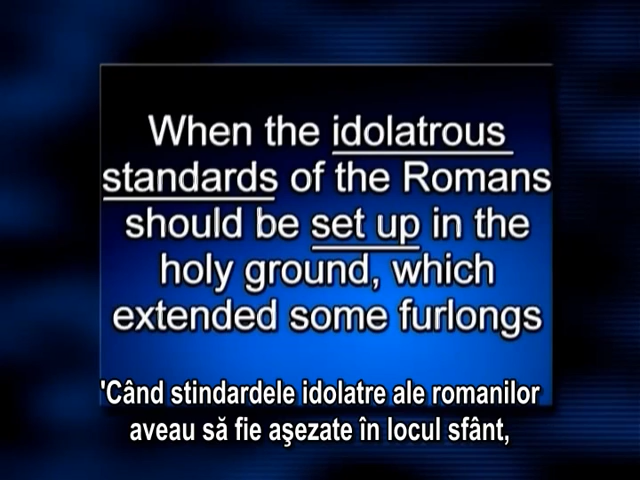 When the idolatrous
standards of the Romans
should be set up in the
holy ground, which
extended some furlongs
'Când stindardele idolatre ale romanilor
aveau să fie aşezate în locul sfânt,